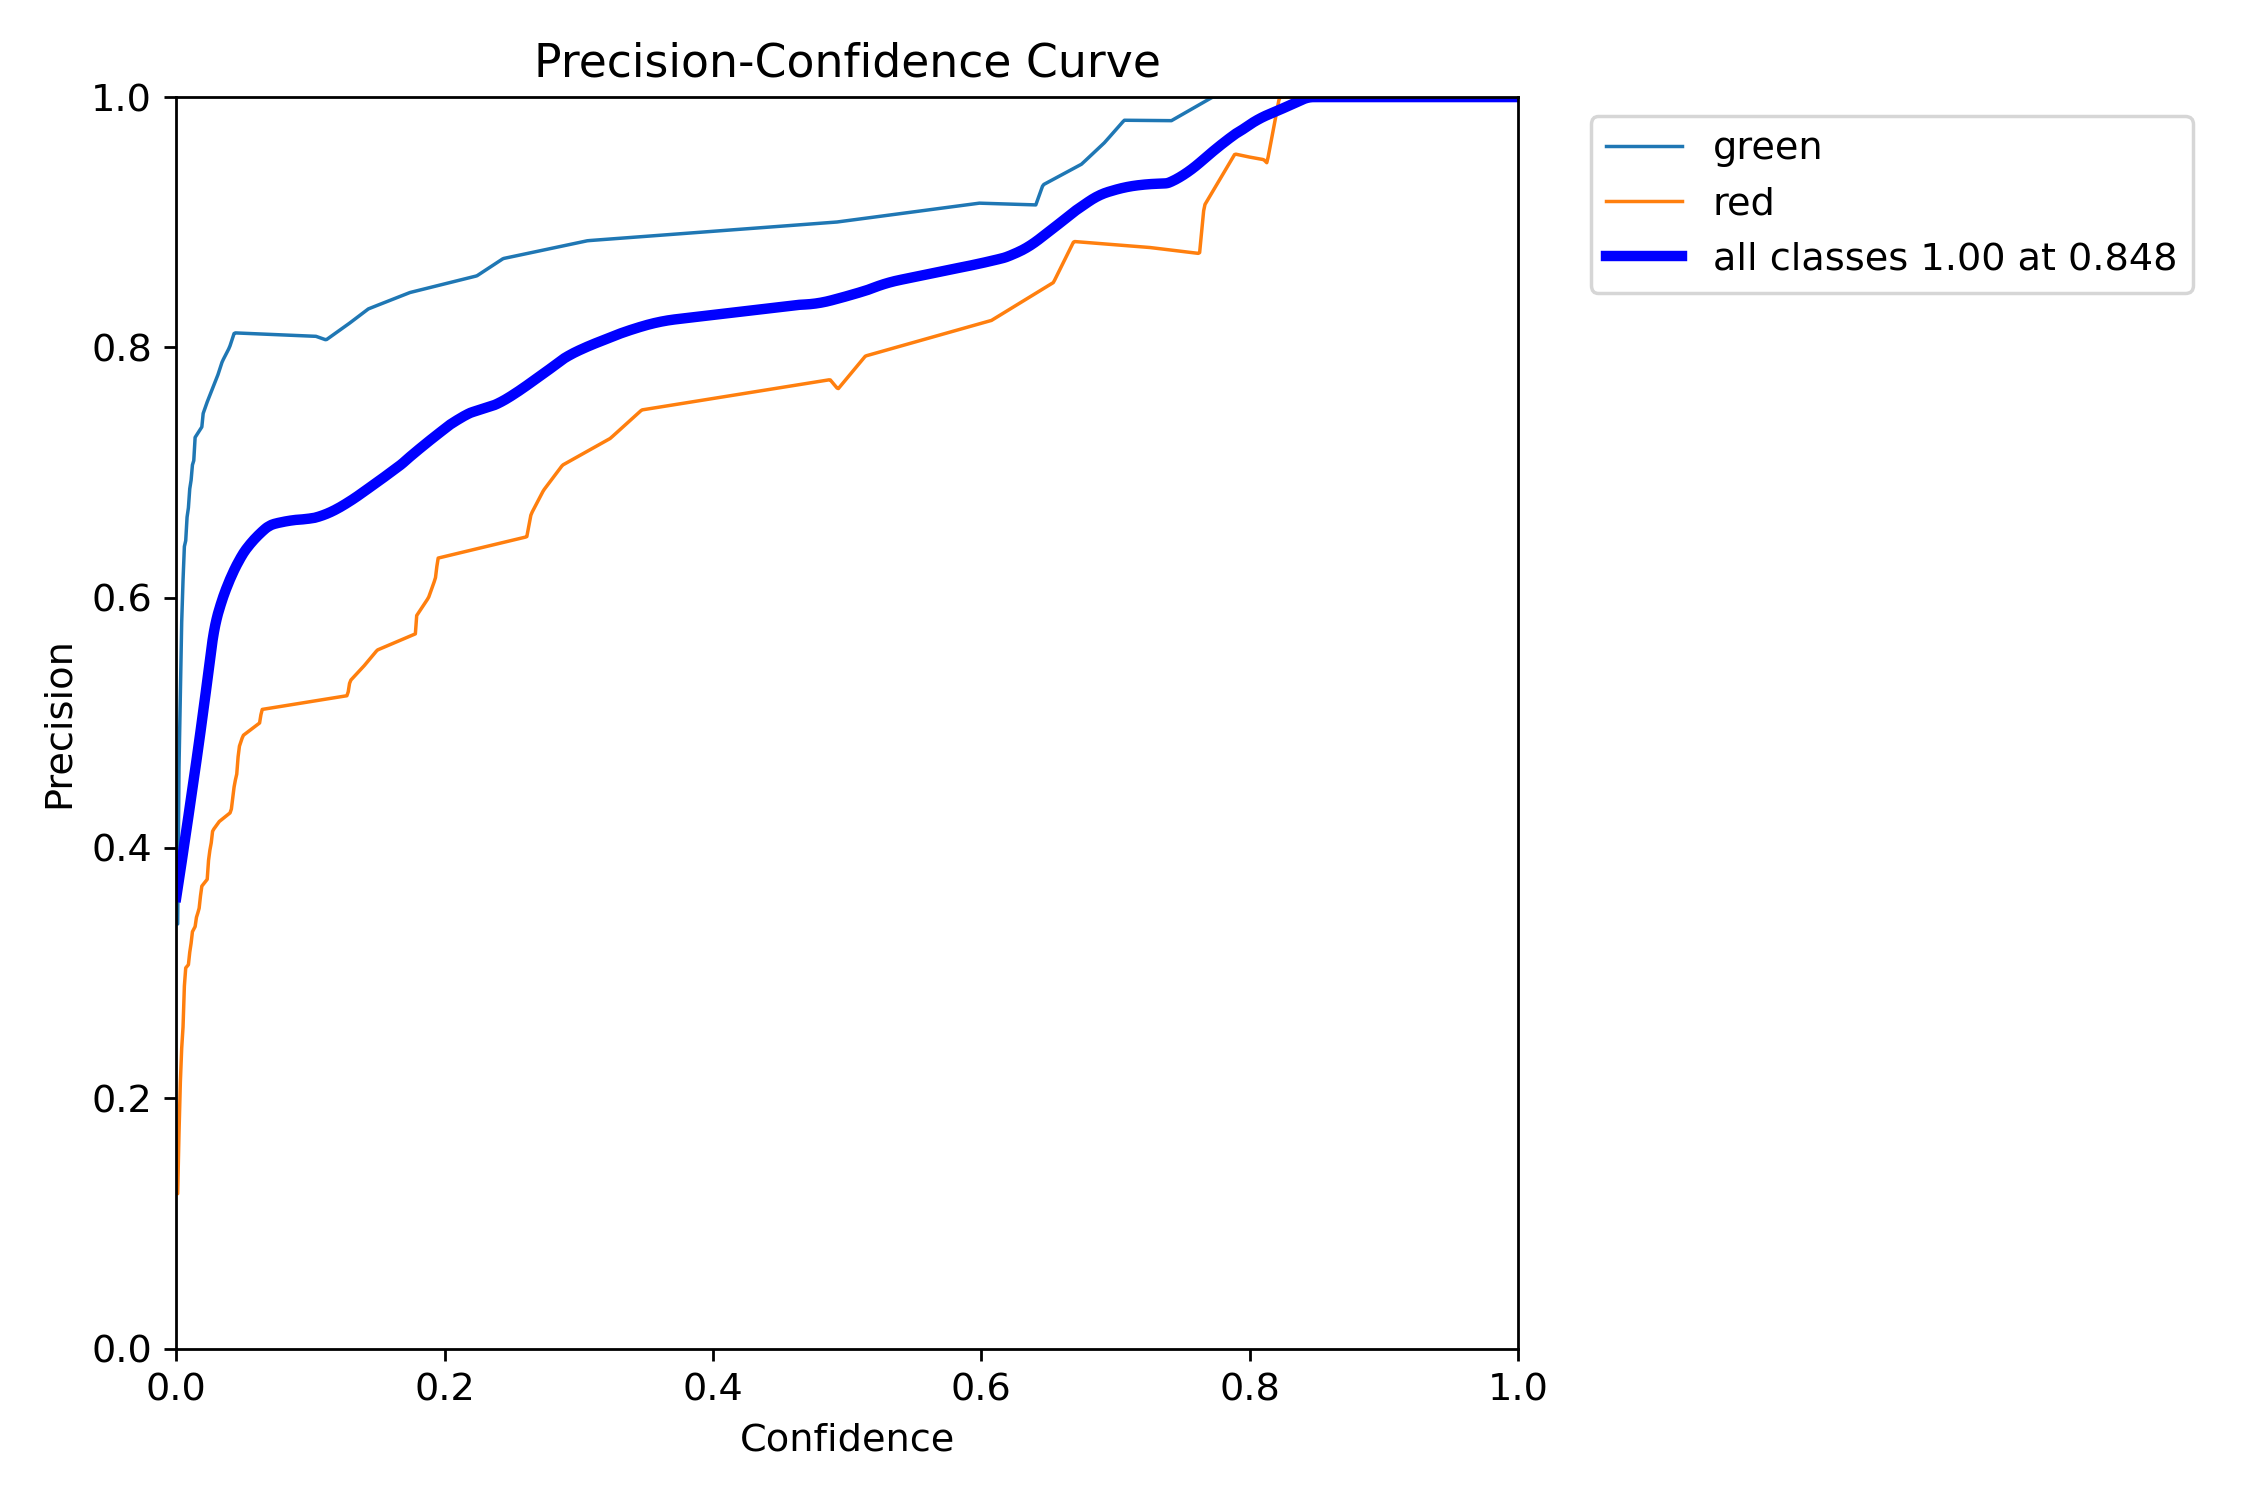 Precision-Confidence Curve
1.0
0.8
0.6
0.4
0.2
0.0
Precision
0.0 0.2 0.4 0.6 0.8 1.0
Confidence
green
red
all classes 1.00 at 0.848